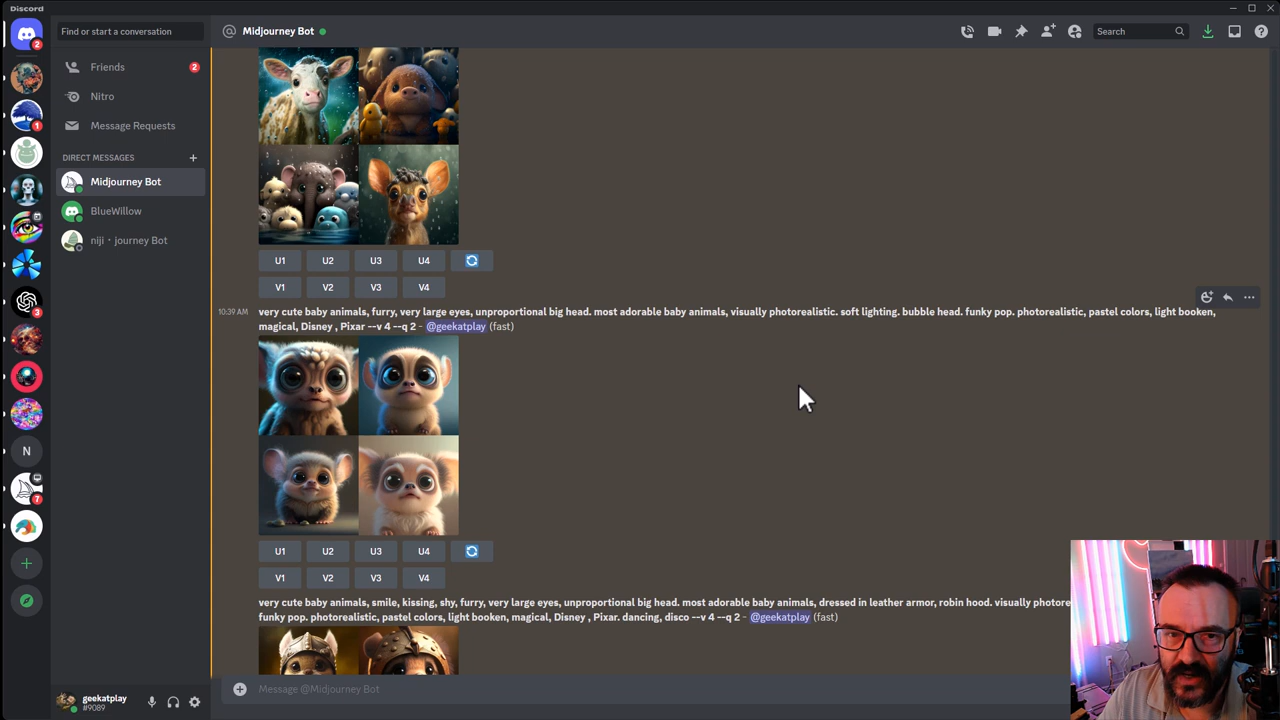 Discord
Find or start a conversation
Midjourney Bot
Search
2
Friends
2
Nitro
1
Message Requests
DIRECT MESSAGES
Midjourney Bot
BlueWillow
niji・journey Bot
3
N
7
U1 U2 U3 U4
V1 V2 V3 V4
10:39 AM
very cute baby animals, furry, very large eyes, unproportional big head. most adorable baby animals, visually photorealistic. soft lighting. bubble head. funky pop. photorealistic, pastel colors, light booken,
magical, Disney , Pixar --v 4 --q 2 - @geekatplay (fast)
U1 U2 U3 U4
V1 V2 V3 V4
very cute baby animals, smile, kissing, shy, furry, very large eyes, unproportional big head. most adorable baby animals, dressed in leather armor, robin hood. visually
funky pop. photorealistic, pastel colors, light booken, magical, Disney , Pixar. dancing, disco --v 4 --q 2 - @geekatplay (fast)
Message @Midjourney Bot
geekatplay
#9089